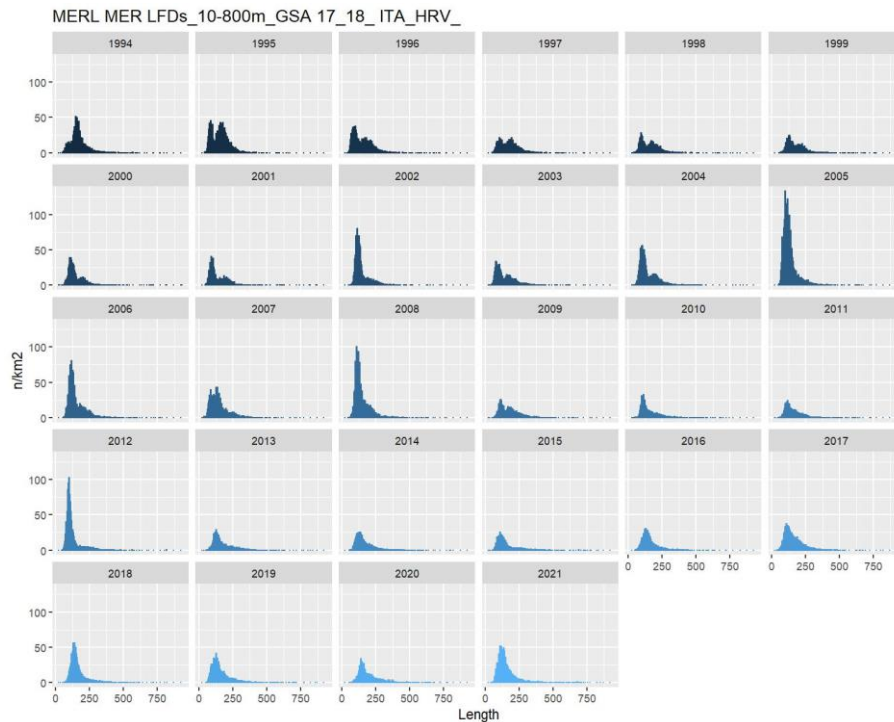 MERL MER LFDs_10-800m_GSA 17_18_ ITA_HRV_
1994 1995 1996 1997 1998 1999
100
50
0
2000 2001 2002 2003 2004 2005
100
50
0
2006 2007 2008 2009 2010 2011
n/km2
100
50
0
2012 2013 2014 2015 2016 2017
100
50
0
0 250 500 750 0 250 500 750
2018 2019 2020 2021
100
50
0
0 250 500 750 0 250 500 750 0 250 500 750 0 250 500 750
Length